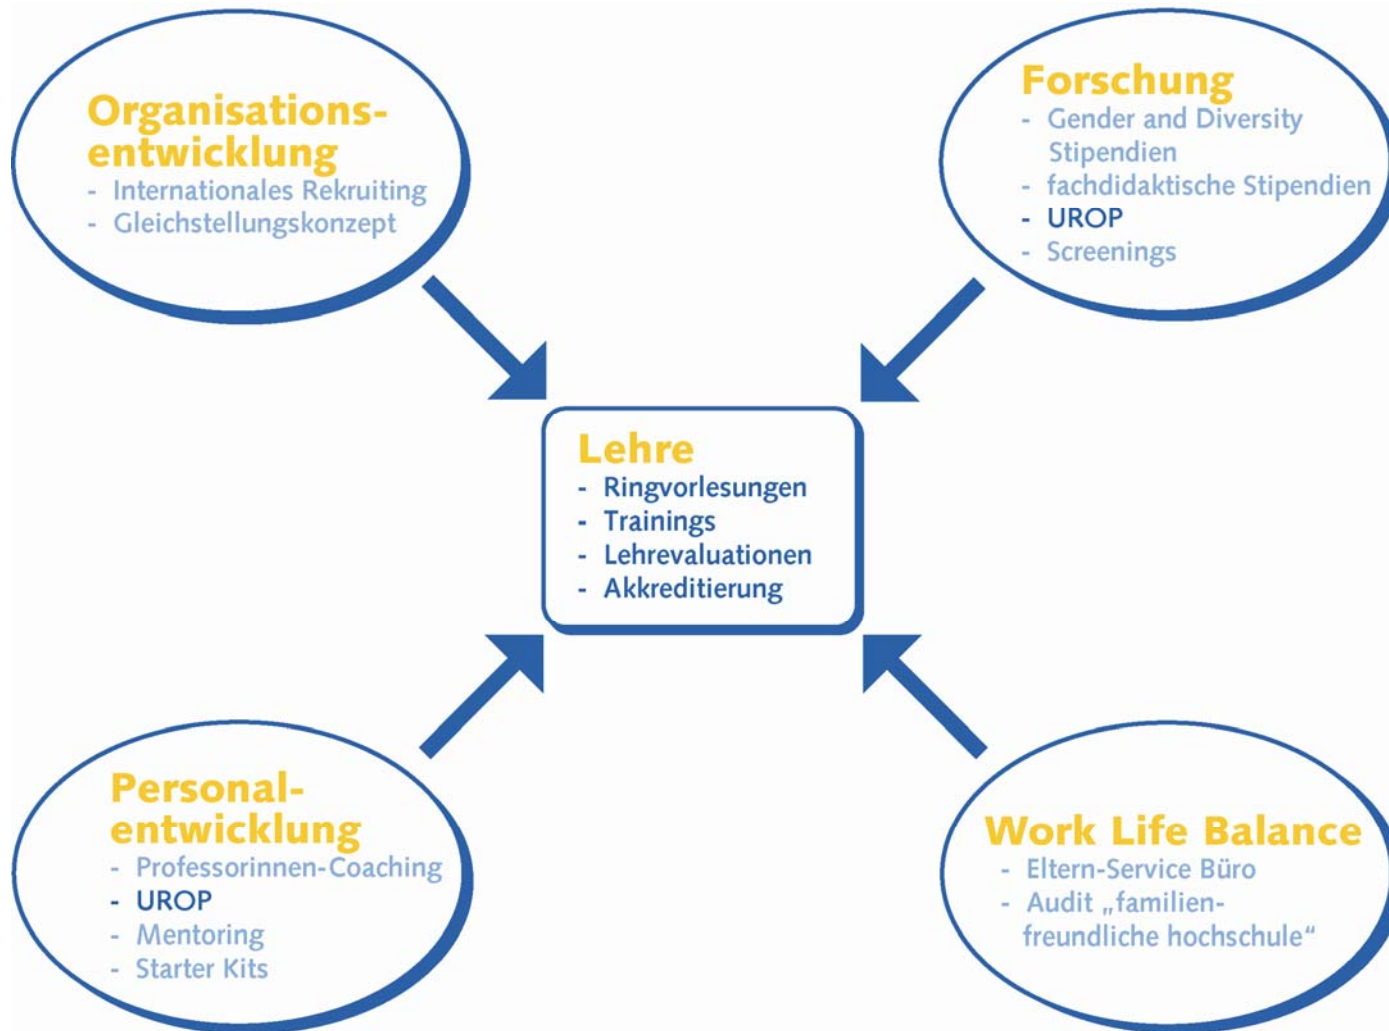 Organisations-
entwicklung
- Internationales Rekruiting
- Gleichstellungskonzept
Forschung
- Gender and Diversity
Stipendien
- fachdidaktische Stipendien
- UROP
- Screenings
Lehre
- Ringvorlesungen
- Trainings
- Lehrevaluationen
- Akkreditierung
Personal-
entwicklung
- Professorinnen-Coaching
- UROP
- Mentoring
- Starter Kits
Work Life Balance
- Eltern-Service Büro
- Audit „familien-
freundliche hochschule“